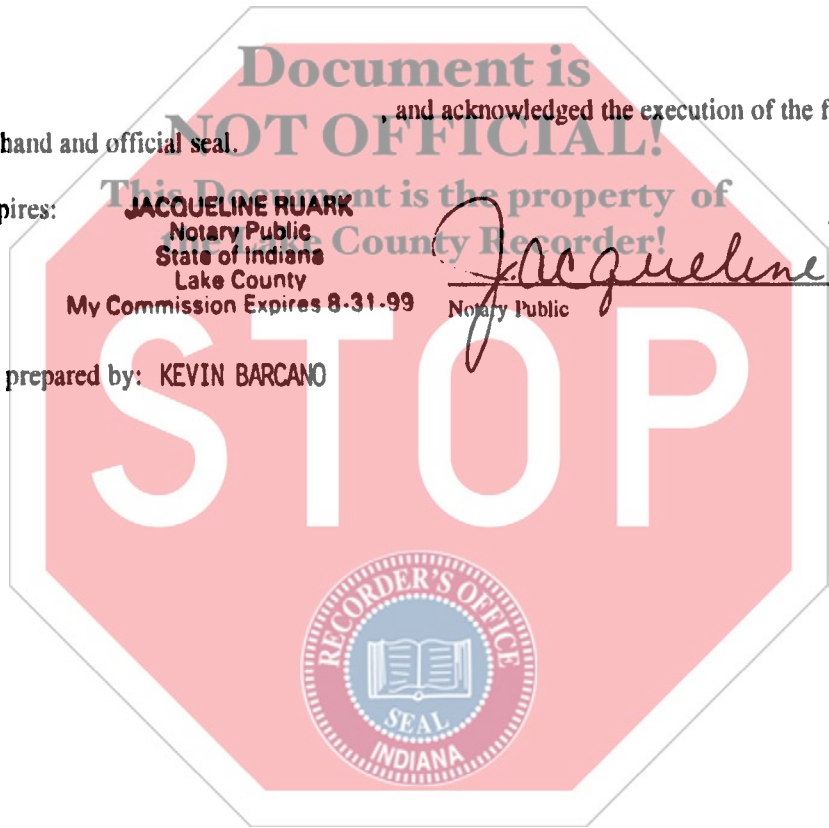 Document is
, and acknowledged the execution of the f
NOT OFFICIAL!
hand and official seal.
This Document is the property of
pires:
JACQUELINE RUARK
Notary Public
the Lake County Recorder!
State of Indiana
Lake County
My Commission Expires 8-31-99
Jacqueline
Notary Public
prepared by: KEVIN BARCANO
STOP
RECORDER'S OFFICE
SEAL
INDIANA